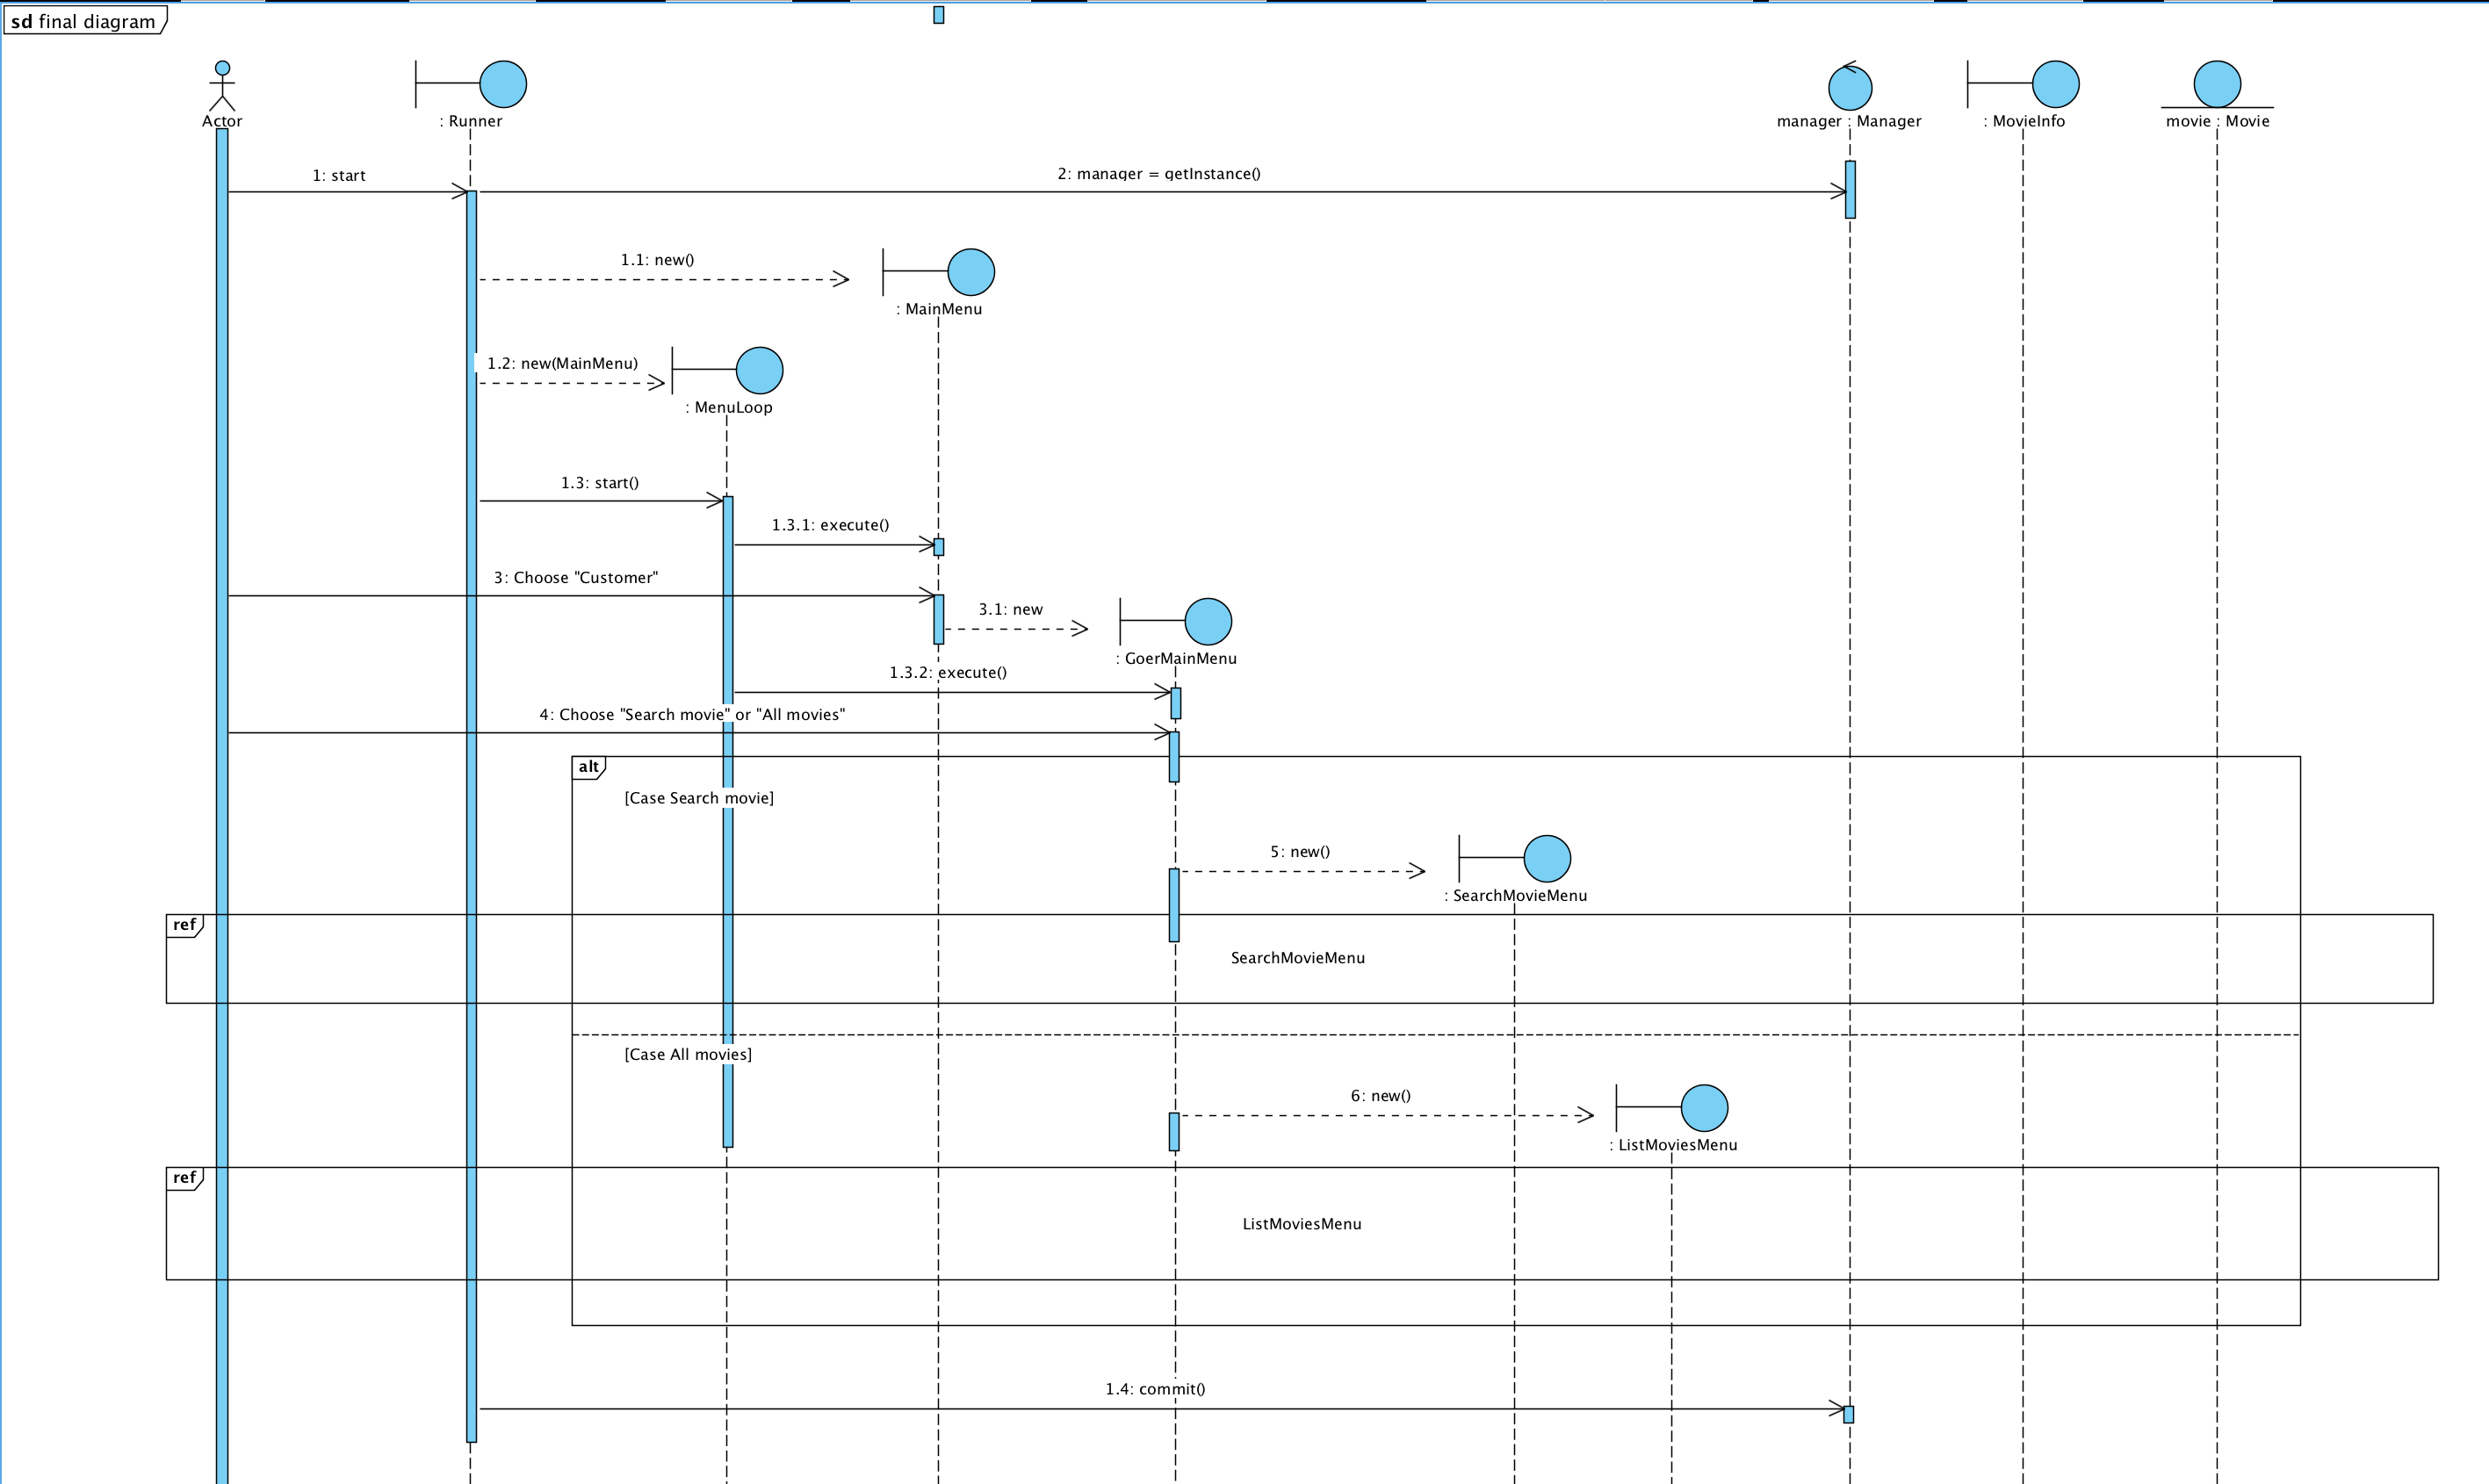 sd final diagram
Actor
: Runner
manager : Manager
: MovieInfo
movie : Movie
1: start
2: manager = getInstance()
1.1: new()
: MainMenu
1.2: new(MainMenu)
: MenuLoop
1.3: start()
1.3.1: execute()
3: Choose "Customer"
3.1: new
: GoerMainMenu
1.3.2: execute()
4: Choose "Search movie" or "All movies"
alt
[Case Search movie]
5: new()
: SearchMovieMenu
ref
SearchMovieMenu
[Case All movies]
6: new()
: ListMoviesMenu
ref
ListMoviesMenu
1.4: commit()